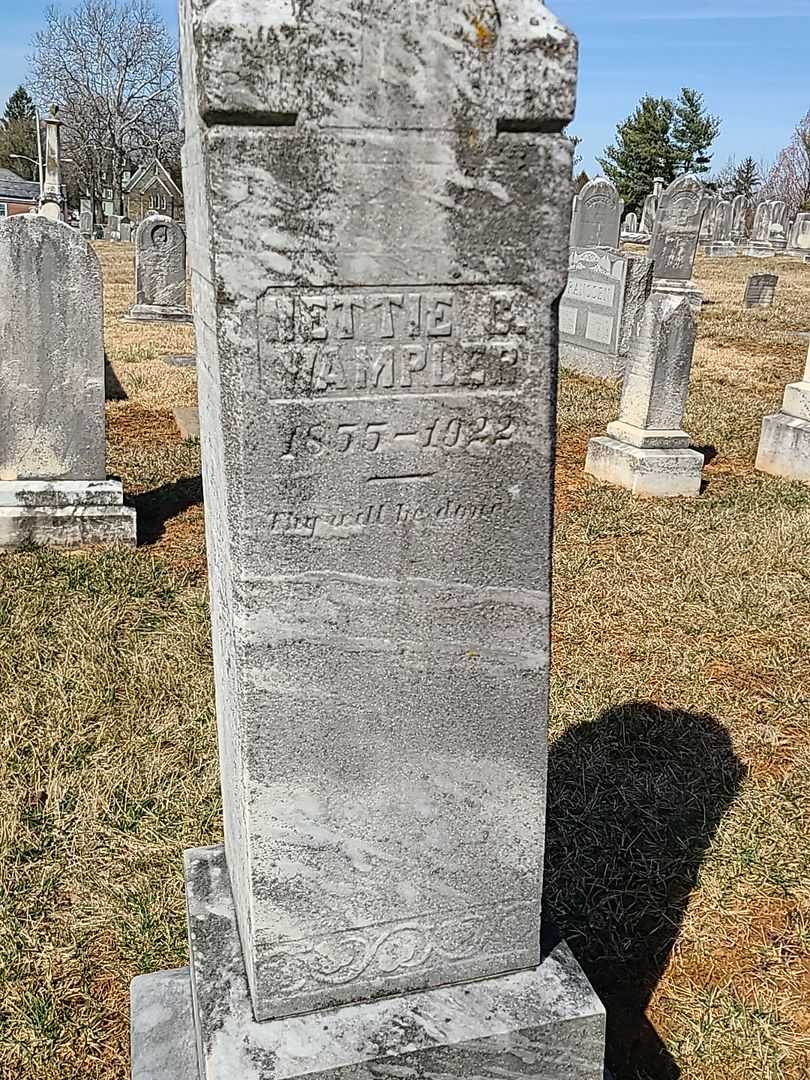 NETTIE B.
WAMPLER
1855-1922
Thy will be done.